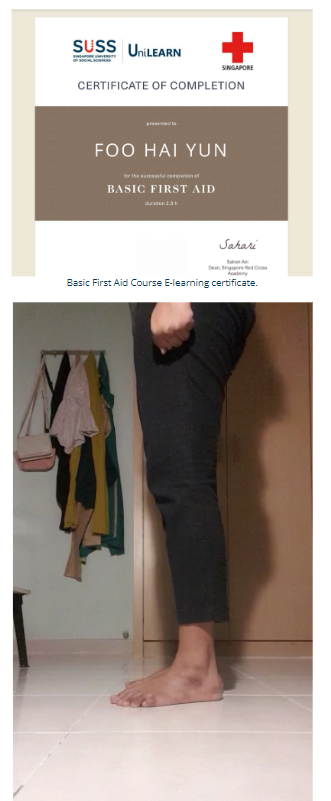 SUSS
SINGAPORE UNIVERSITY
OF SOCIAL SCIENCES
UNILEARN
SINGAPORE
CERTIFICATE OF COMPLETION
presented to
FOO HAI YUN
for the successful completion of
BASIC FIRST AID
duration 2.3 h
Sahari
Sahari Ani
Dean, Singapore Red Cross
Academy
Basic First Aid Course E-learning certificate.